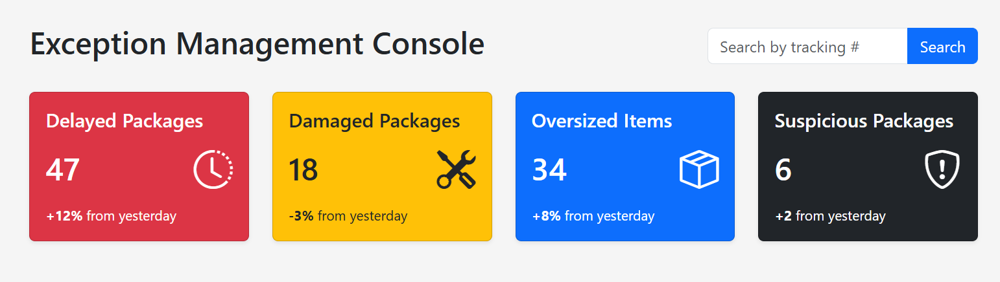 Exception Management Console
Search by tracking #
Search
Delayed Packages
47
+12% from yesterday
Damaged Packages
18
-3% from yesterday
Oversized Items
34
+8% from yesterday
Suspicious Packages
6
+2 from yesterday